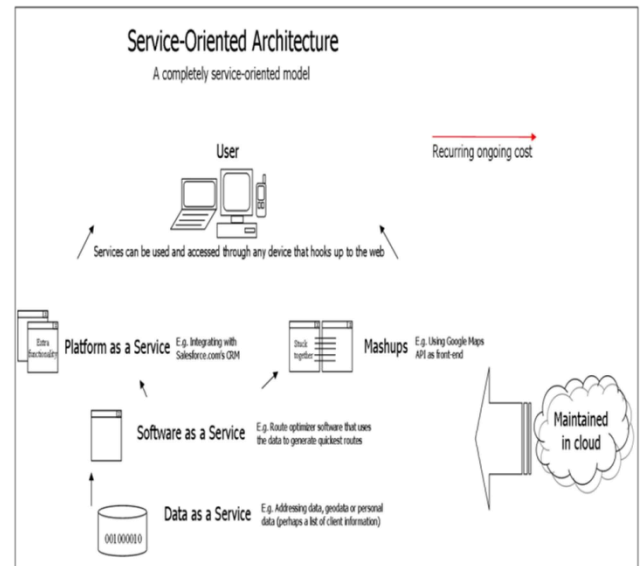 Service-Oriented Architecture
A completely service-oriented model
User
Recurring ongoing cost
Services can be used and accessed through any device that hooks up to the web
Extra
functionality
Platform as a Service
E.g. Integrating with
Salesforce.com's CRM
Stuck
together
Mashups
E.g. Using Google Maps
API as front-end
Software as a Service
E.g. Route optimizer software that uses
the data to generate quickest routes
Maintained
in cloud
001000010
Data as a Service
E.g. Addressing data, geodata or personal
data (perhaps a list of client information)